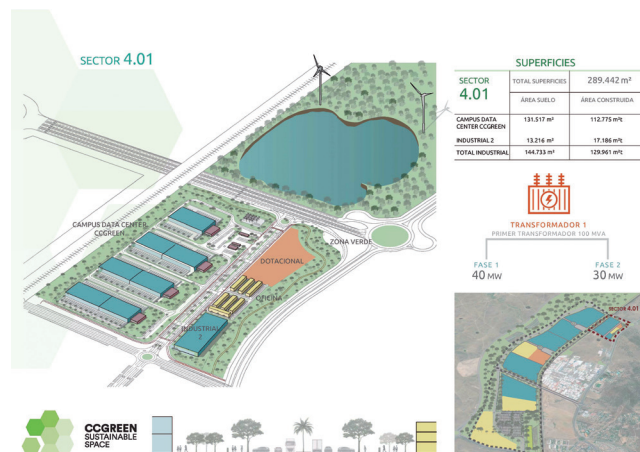 SECTOR 4.01
CAMPUS DATA CENTER
CCGREEN
DOTACIONAL
OFICINA
INDUSTRIAL
2
ZONA VERDE
SUPERFICIES
SECTOR
4.01
TOTAL SUPERFICIES 289.442 m²
ÁREA SUELO ÁREA CONSTRUIDA
CAMPUS DATA
CENTER CCGREEN 131.517 m² 112.775 m²t
INDUSTRIAL 2 13.216 m² 17.186 m²t
TOTAL INDUSTRIAL 144.733 m² 129.961 m²t
TRANSFORMADOR 1
PRIMER TRANSFORMADOR 100 MVA
FASE 1
40 MW
FASE 2
30 MW
SECTOR 4.01
CCGREEN
SUSTAINABLE
SPACE